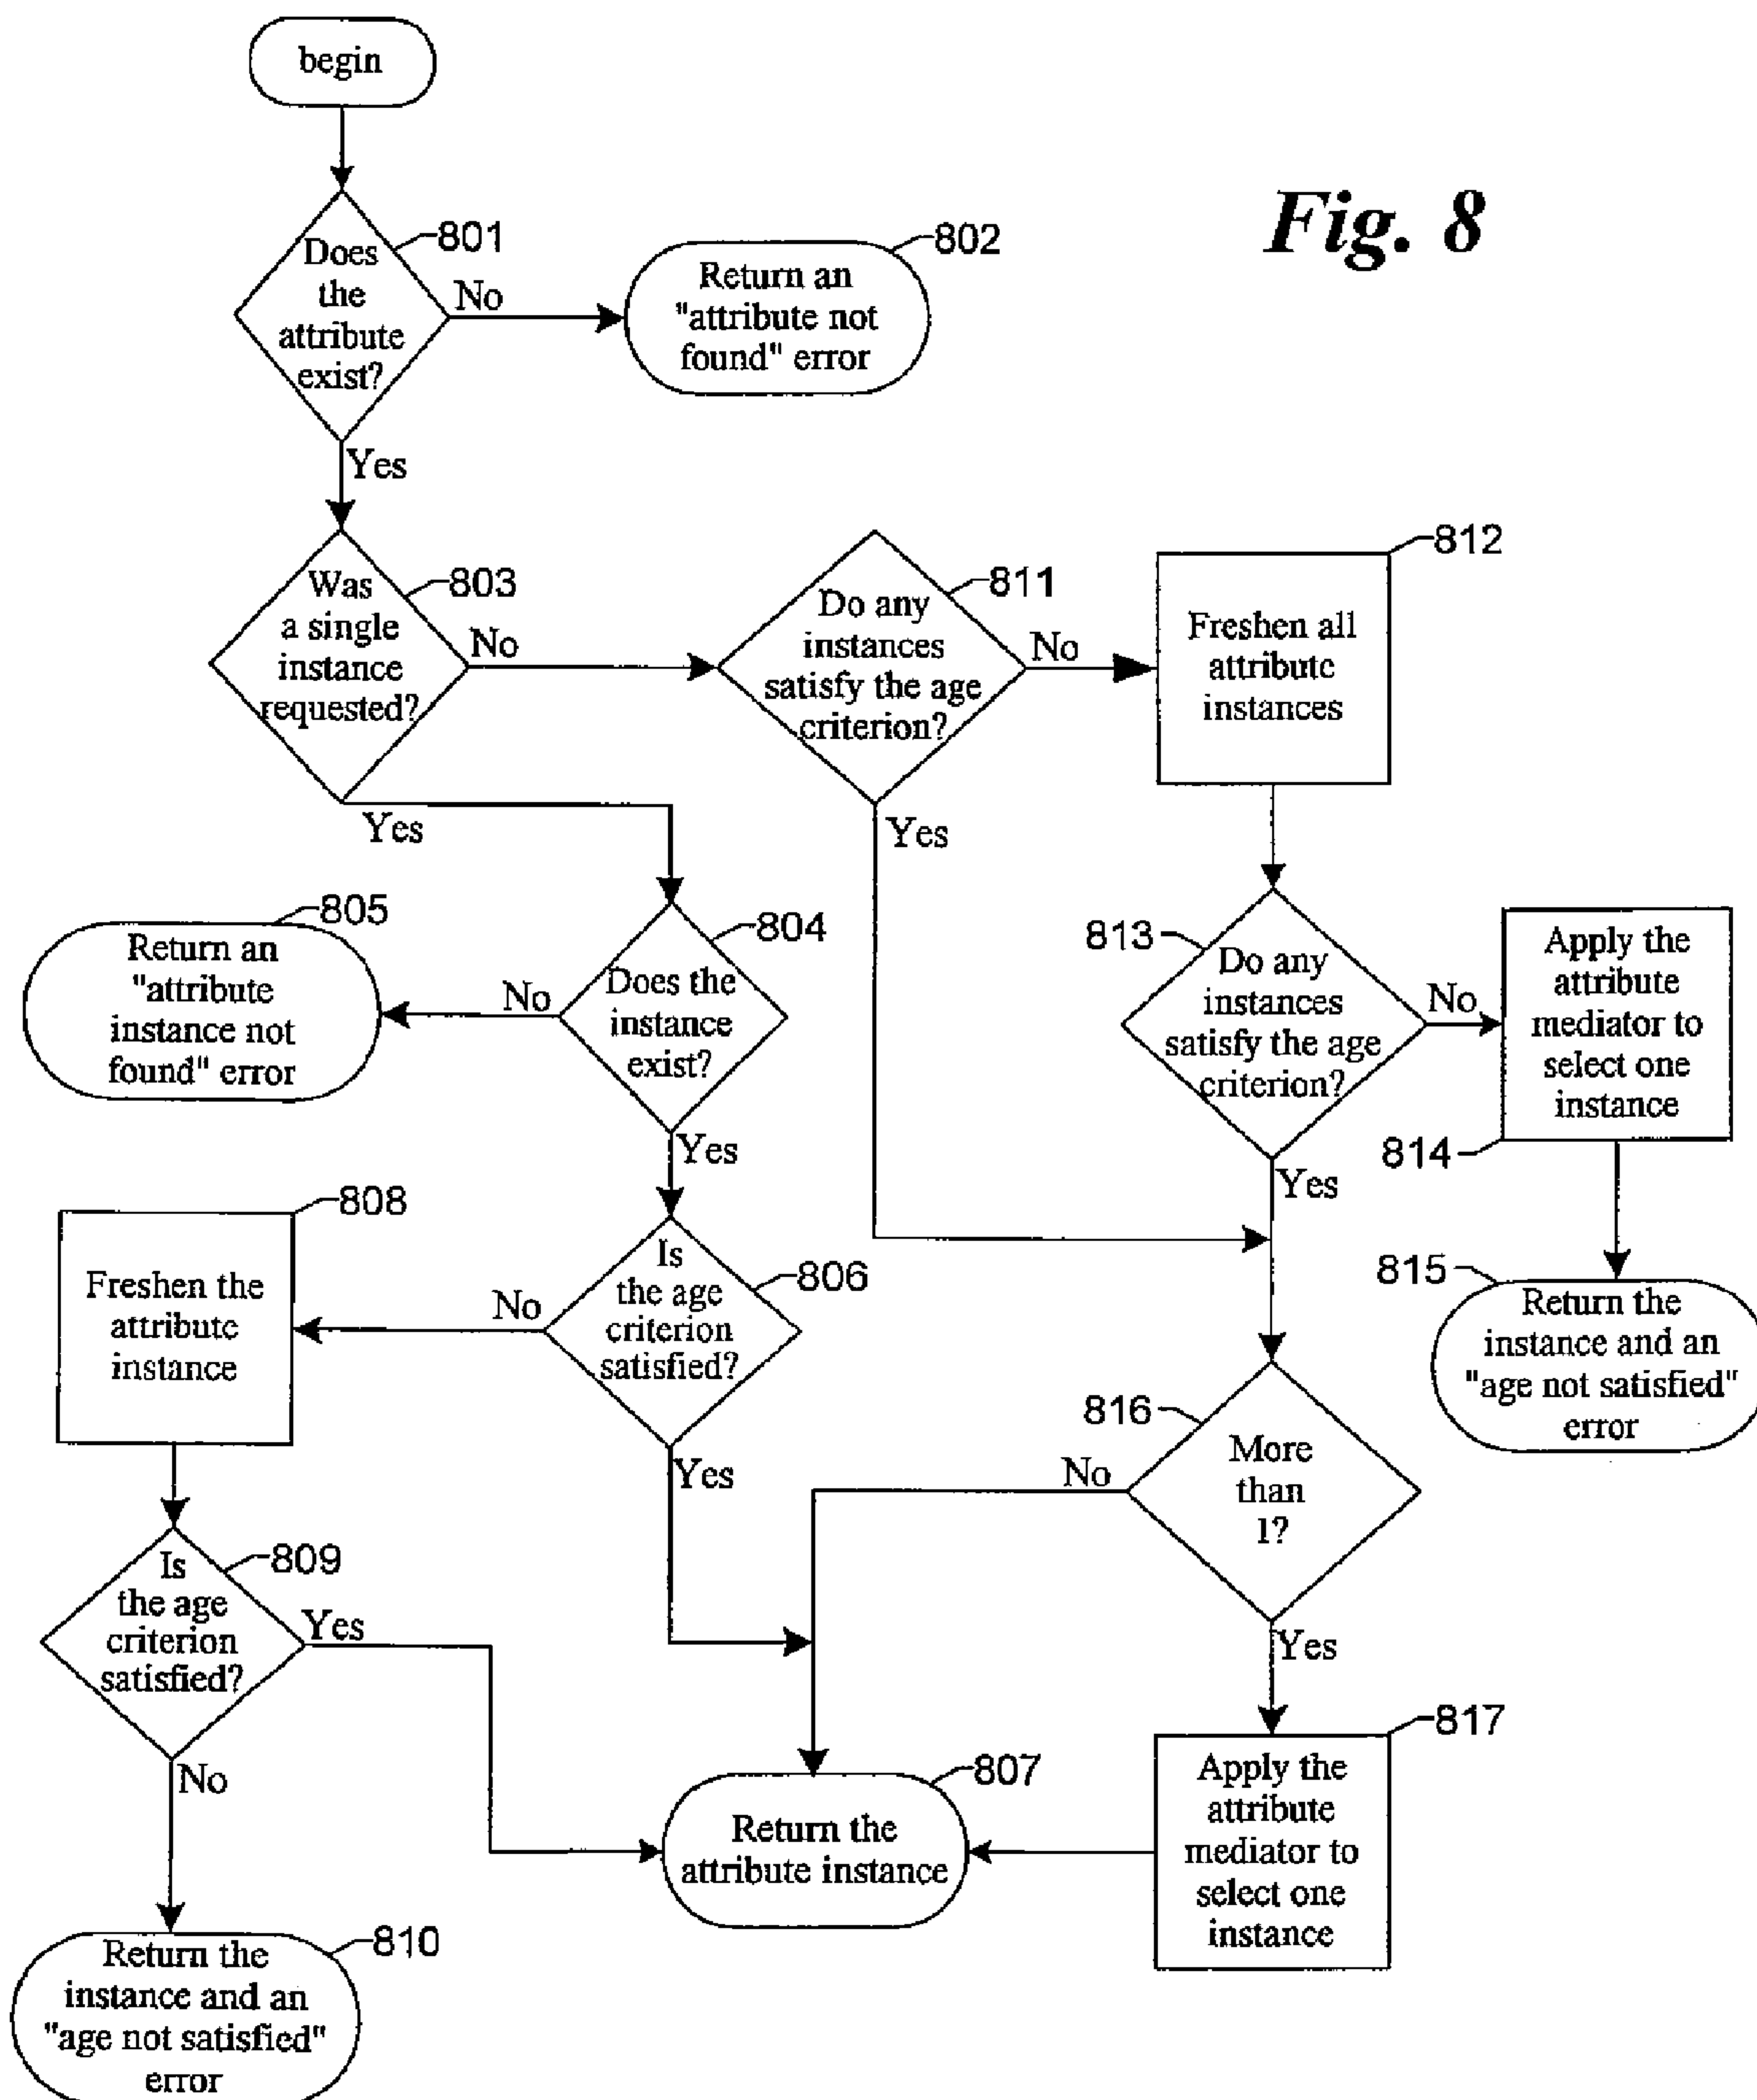 begin
Fig. 8
801
Does
the
attribute
exist?
No
802
Return an
"attribute not
found" error
Yes
803
Was
a single
instance
requested?
No
811
Do any
instances
satisfy the age
criterion?
No
812
Freshen all
attribute
instances
Yes
Yes
805
Return an
"attribute
instance not
found" error
804
Does the
instance
exist?
No
Yes
813
Do any
instances
satisfy the age
criterion?
No
Yes
Apply the
attribute
mediator to
select one
instance
814
808
Freshen the
attribute
instance
806
Is
the age
criterion
satisfied?
No
Yes
815
Return the
instance and an
"age not satisfied"
error
816
More
than
1?
No
Yes
809
Is
the age
criterion
satisfied?
Yes
No
807
Return the
attribute instance
817
Apply the
attribute
mediator to
select one
instance
810
Return the
instance and an
"age not satisfied"
error